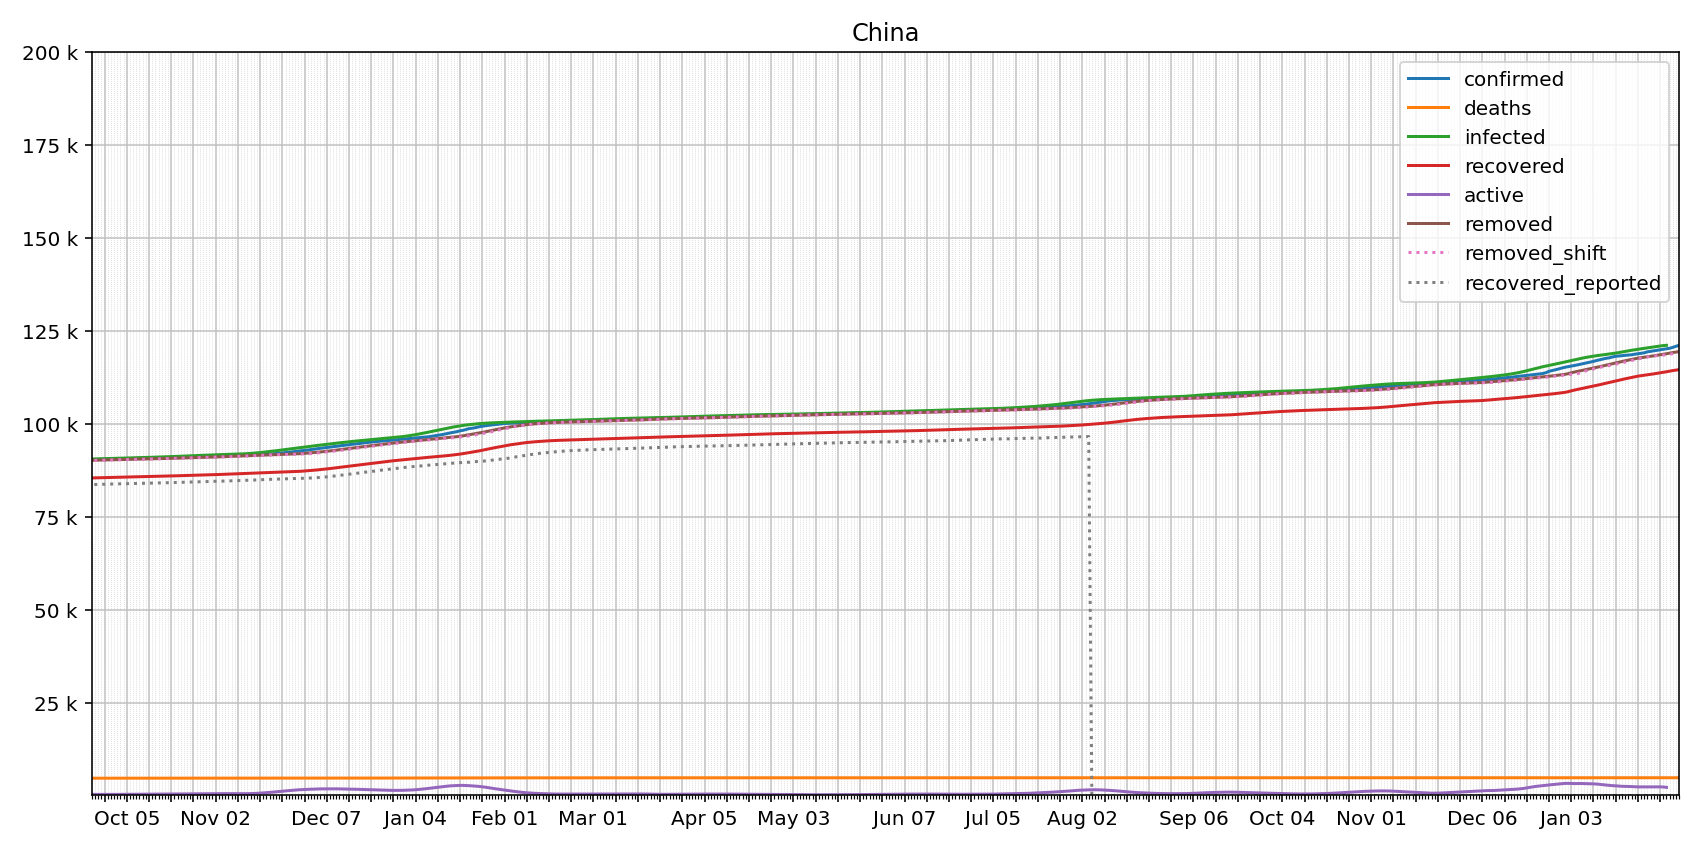 China
200 k
175 k
150 k
125 k
100 k
75 k
50 k
25 k
confirmed
deaths
infected
recovered
active
removed
removed_shift
recovered_reported
Oct 05 Nov 02 Dec 07 Jan 04 Feb 01 Mar 01 Apr 05 May 03 Jun 07 Jul 05 Aug 02 Sep 06 Oct 04 Nov 01 Dec 06 Jan 03